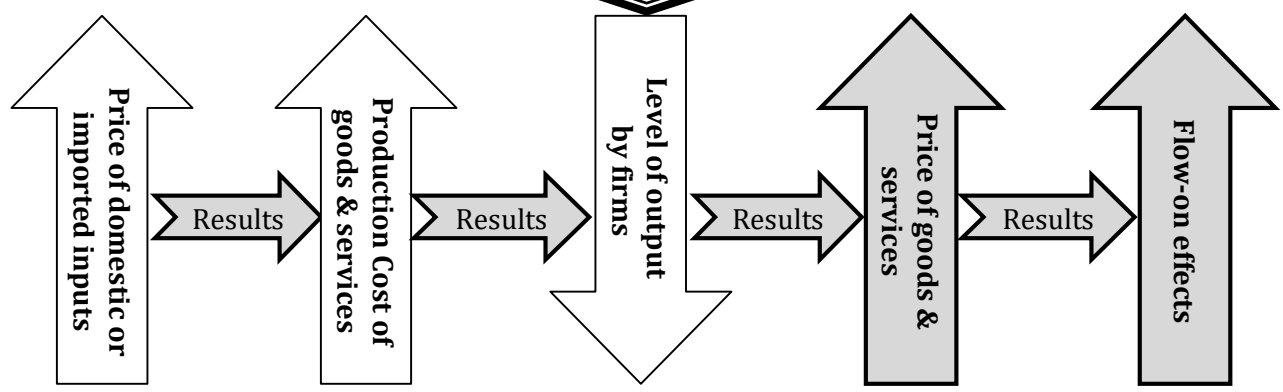 Price of domestic or
imported inputs
Results
Production Cost of
goods & services
Results
Level of output
by firms
Results
Price of goods &
services
Results
Flow-on effects